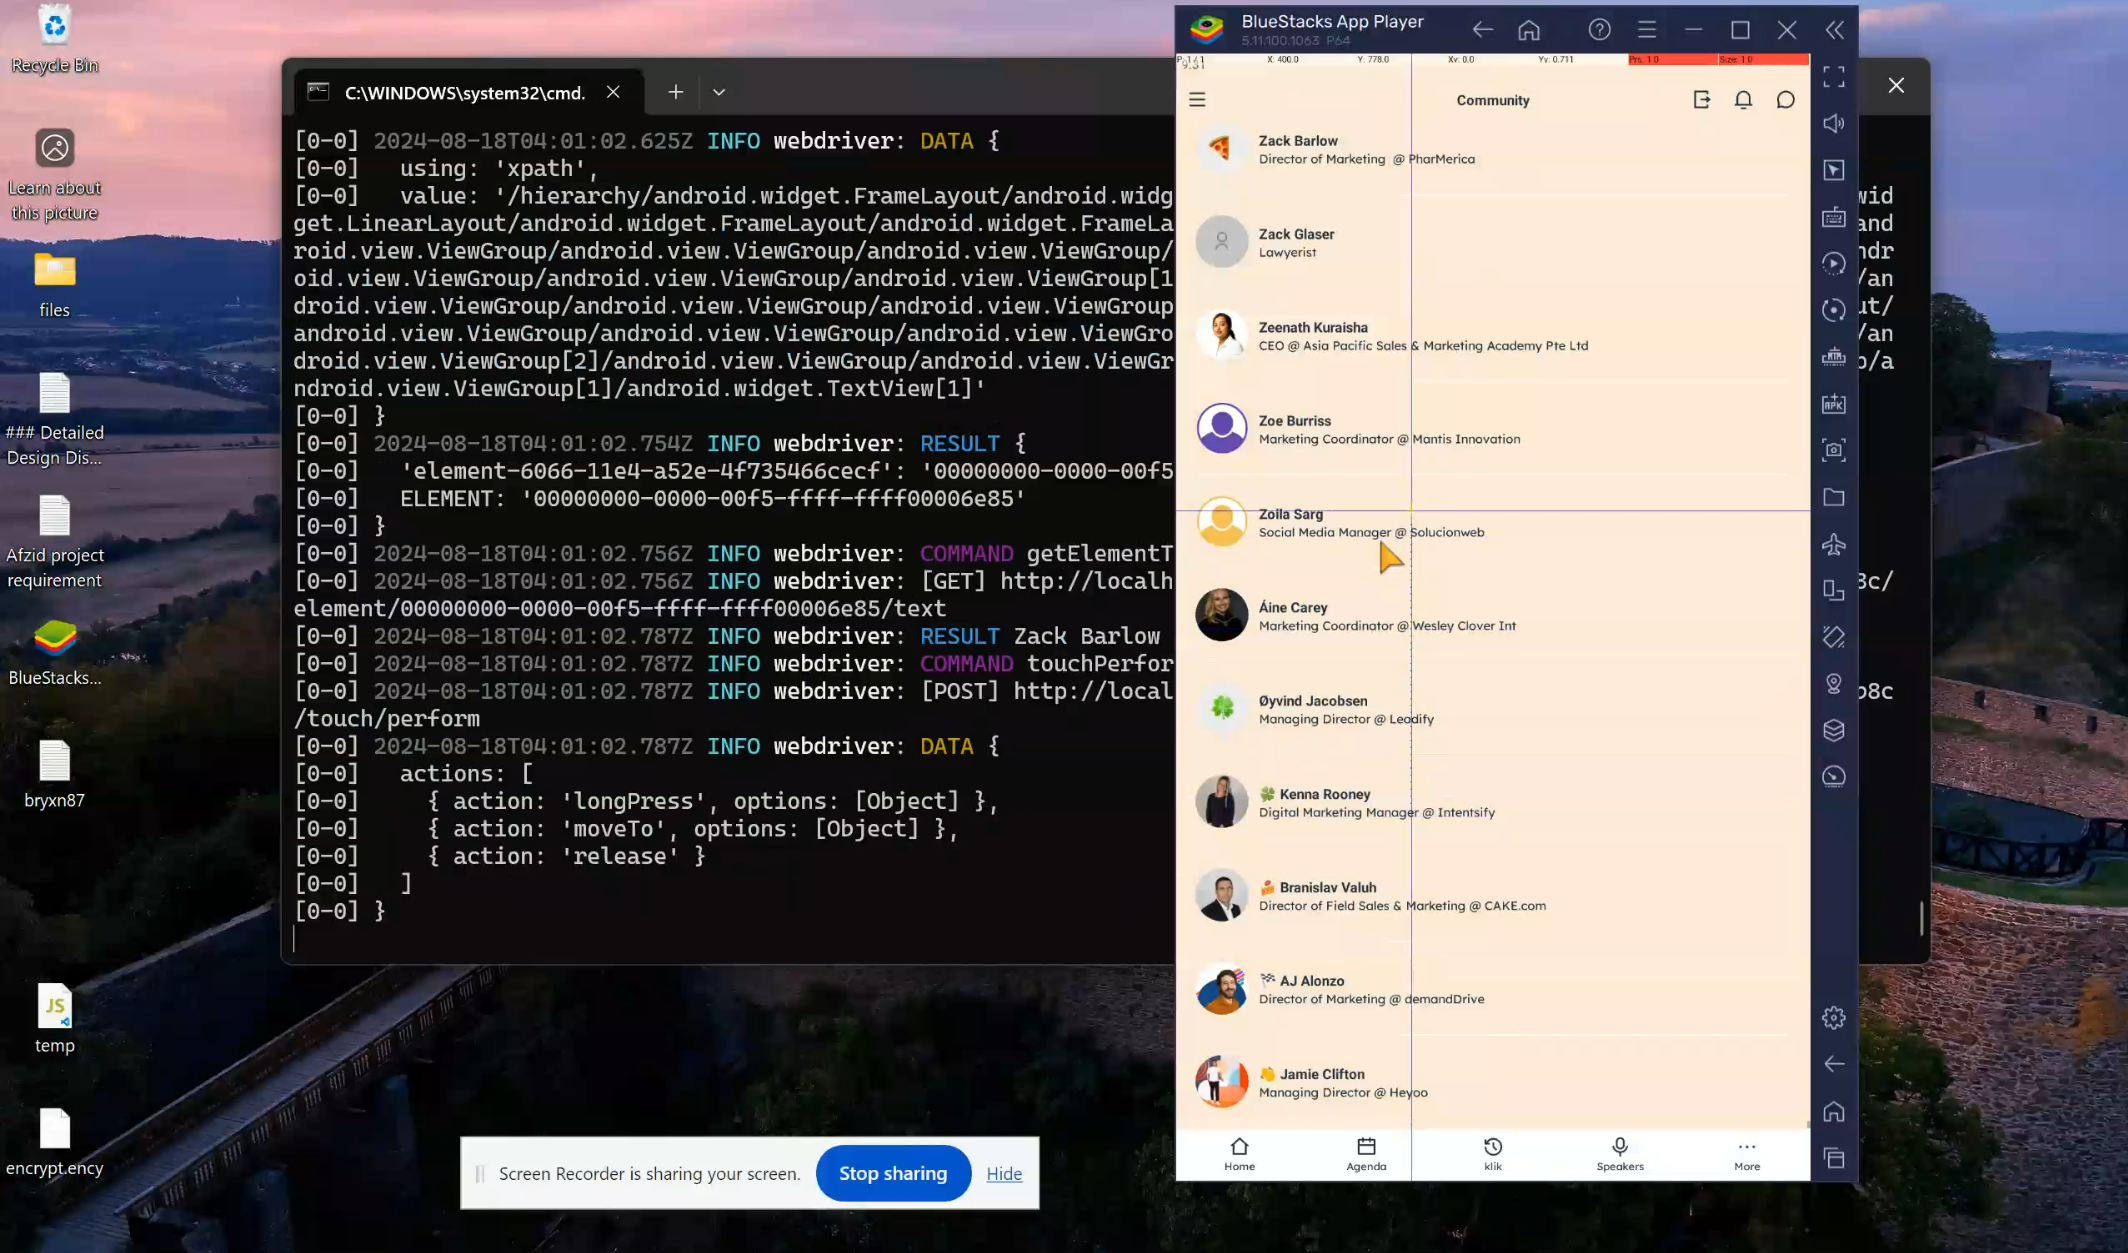 Recycle Bin
Learn about
this picture
files
### Detailed
Design Dis...
Afzid project
requirement
BlueStacks...
bryxn87
JS
temp
encrypt.ency
C:\WINDOWS\system32\cmd.
[0-0] 2024-08-18T04:01:02.625Z INFO webdriver: DATA {
[0-0]   using: 'xpath',
[0-0]   value: '/hierarchy/android.widget.FrameLayout/android.widg
get.LinearLayout/android.widget.FrameLayout/android.widget.FrameLa
roid.view.ViewGroup/android.view.ViewGroup/android.view.ViewGroup/
oid.view.ViewGroup/android.view.ViewGroup/android.view.ViewGroup[1
droid.view.ViewGroup/android.view.ViewGroup/android.view.ViewGroup
android.view.ViewGroup/android.view.ViewGroup/android.view.ViewGro
droid.view.ViewGroup[2]/android.view.ViewGroup/android.view.ViewGr
ndroid.view.ViewGroup[1]/android.widget.TextView[1]'
[0-0] }
[0-0] 2024-08-18T04:01:02.754Z INFO webdriver: RESULT {
[0-0]   'element-6066-11e4-a52e-4f735466cecf': '00000000-0000-00f5
[0-0]   ELEMENT: '00000000-0000-00f5-ffff-ffff00006e85'
[0-0] }
[0-0] 2024-08-18T04:01:02.756Z INFO webdriver: COMMAND getElementT
[0-0] 2024-08-18T04:01:02.756Z INFO webdriver: [GET] http://localh
element/00000000-0000-00f5-ffff-ffff00006e85/text
[0-0] 2024-08-18T04:01:02.787Z INFO webdriver: RESULT Zack Barlow
[0-0] 2024-08-18T04:01:02.787Z INFO webdriver: COMMAND touchPerfor
[0-0] 2024-08-18T04:01:02.787Z INFO webdriver: [POST] http://local
/touch/perform
[0-0] 2024-08-18T04:01:02.787Z INFO webdriver: DATA {
[0-0]   actions: [
[0-0]     { action: 'longPress', options: [Object] },
[0-0]     { action: 'moveTo', options: [Object] },
[0-0]     { action: 'release' }
[0-0]   ]
[0-0] }
Screen Recorder is sharing your screen.
Stop sharing
Hide
BlueStacks App Player
5.11.100.1063 P64
X: 400.0
Y: 778.0
Xv: 0.0
Yv: 0.711
Prs: 1.0
Size: 1.0
Community
Zack Barlow
Director of Marketing @ PharMerica
Zack Glaser
Lawyerist
Zeenath Kuraisha
CEO @ Asia Pacific Sales & Marketing Academy Pte Ltd
Zoe Burriss
Marketing Coordinator @ Mantis Innovation
Zoila Sarg
Social Media Manager @ Solucionweb
Áine Carey
Marketing Coordinator @ Wesley Clover Int
Øyvind Jacobsen
Managing Director @ Leadify
🍀 Kenna Rooney
Digital Marketing Manager @ Intentsify
🍰 Branislav Valuh
Director of Field Sales & Marketing @ CAKE.com
🏁 AJ Alonzo
Director of Marketing @ demandDrive
👋 Jamie Clifton
Managing Director @ Heyoo
Home
Agenda
klik
Speakers
More
APK
wid
and
ndr
/an
ut/
/an
p/a
3c/
b8c